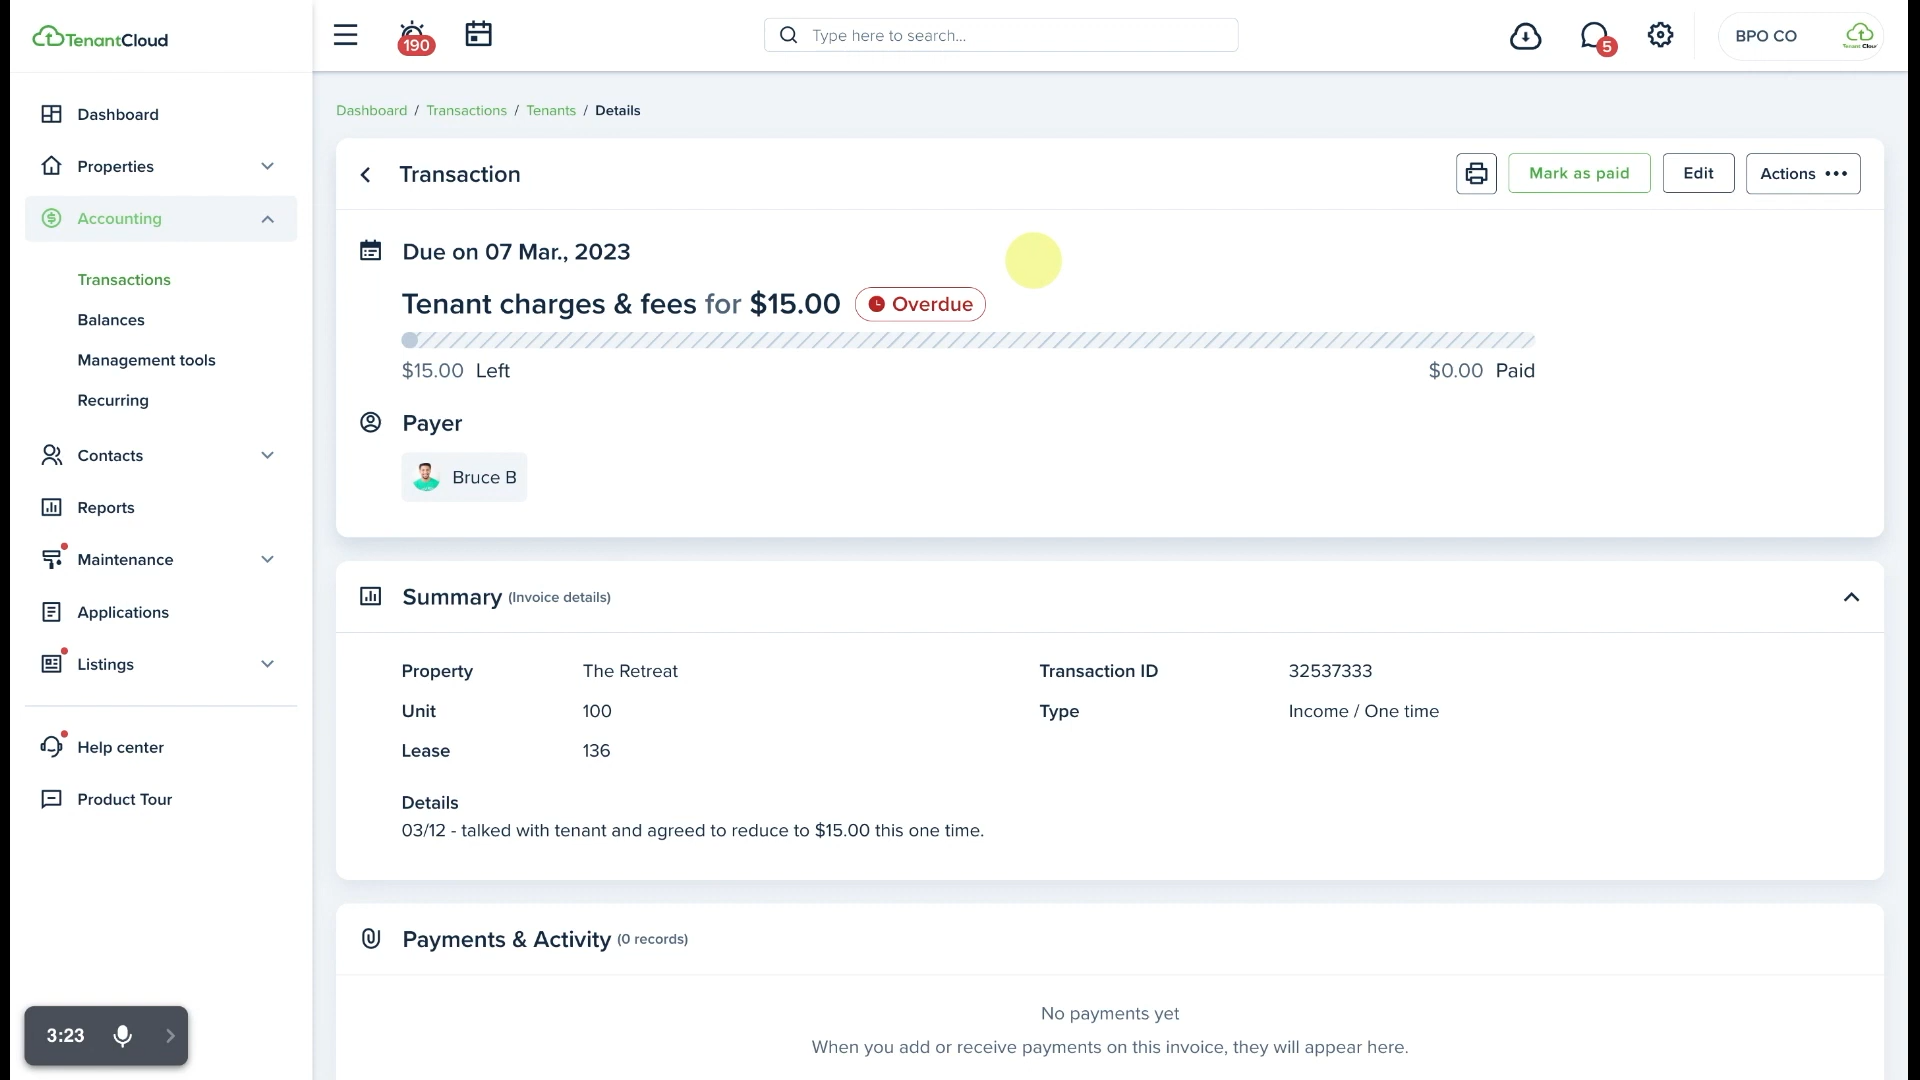 TenantCloud
190
Type here to search...
5
BPO CO
Tenant Cloud
Dashboard
Properties
Accounting
Transactions
Balances
Management tools
Recurring
Contacts
Reports
Maintenance
Applications
Listings
Help center
Product Tour
3:23
Dashboard / Transactions / Tenants / Details
Transaction
Mark as paid
Edit
Actions
Due on 07 Mar., 2023
Tenant charges & fees for $15.00 Overdue
$15.00 Left
$0.00 Paid
Payer
Bruce B
Summary (Invoice details)
Property The Retreat
Transaction ID 32537333
Unit 100
Type Income / One time
Lease 136
Details
03/12 - talked with tenant and agreed to reduce to $15.00 this one time.
Payments & Activity (0 records)
No payments yet
When you add or receive payments on this invoice, they will appear here.